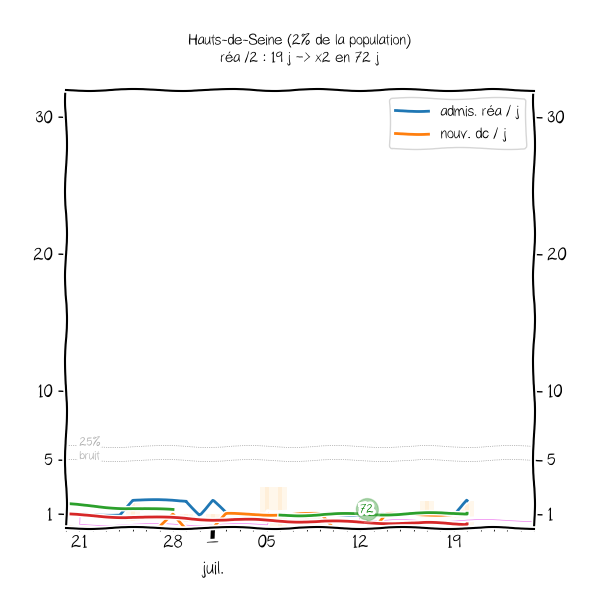 Hauts-de-Seine (2% de la population)
réa /2 : 19 j -> x2 en 72 j
admis. réa / j
nouv. dc / j
30 30
20 20
10 10
25%
bruit
5 5
72
1 1
21 28 1 05 12 19
juil.